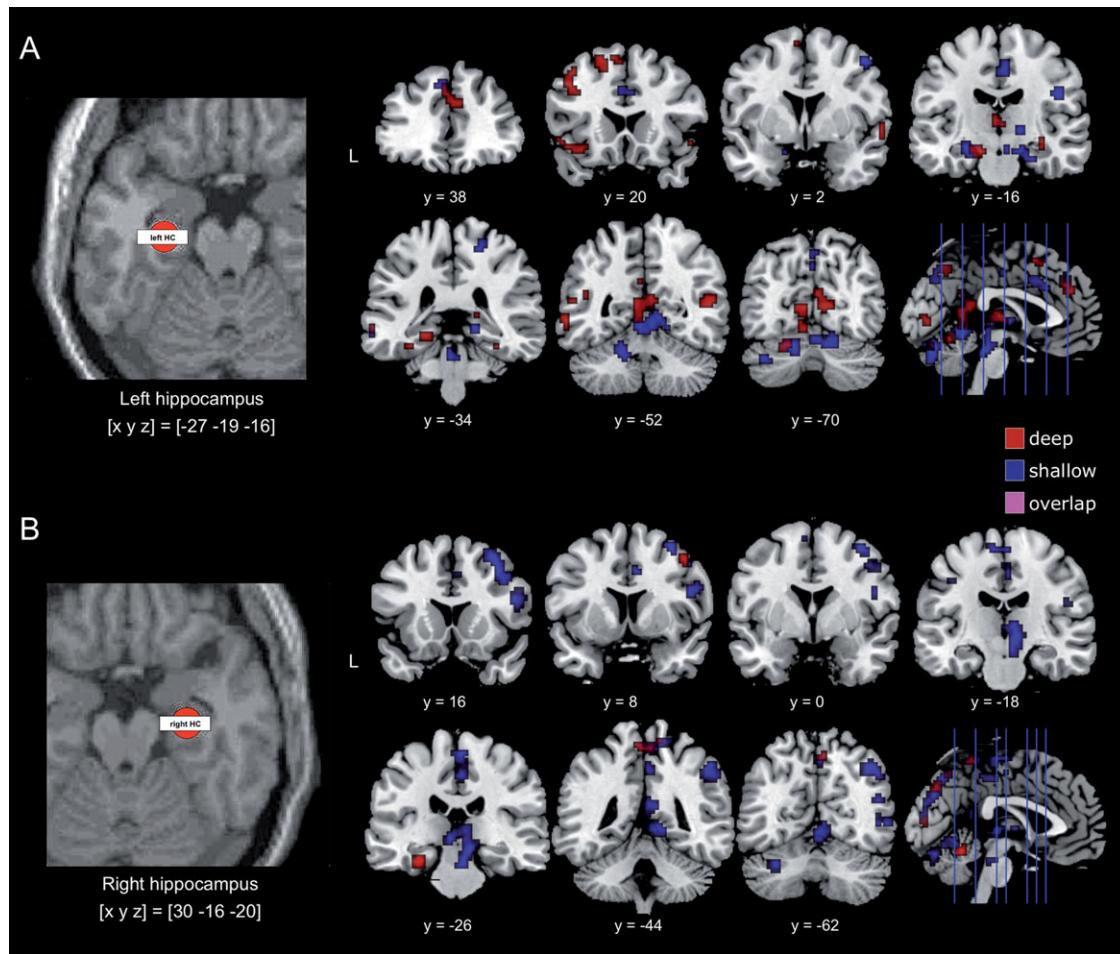 A
left HC
Left hippocampus
[x y z] = [-27 -19 -16]
L
y = 38
y = 20
y = 2
y = -16
y = -34
y = -52
y = -70
deep
shallow
overlap
B
right HC
Right hippocampus
[x y z] = [30 -16 -20]
L
y = 16
y = 8
y = 0
y = -18
y = -26
y = -44
y = -62